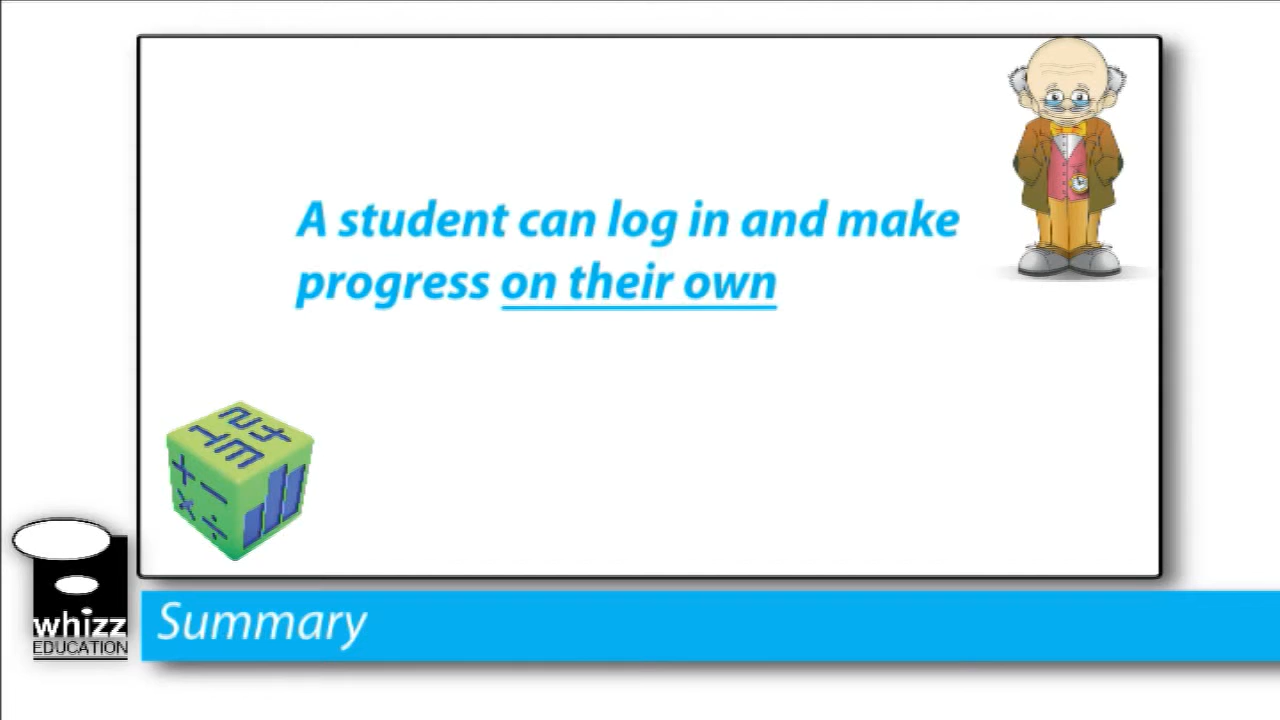 A student can log in and make
progress on their own
whizz
EDUCATION
Summary